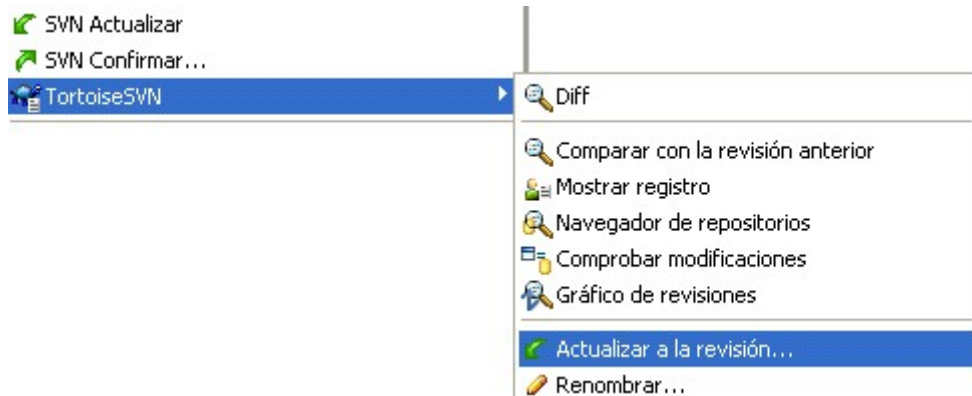 SVN Actualizar
SVN Confirmar...
TortoiseSVN
Diff
Comparar con la revisión anterior
Mostrar registro
Navegador de repositorios
Comprobar modificaciones
Gráfico de revisiones
Actualizar a la revisión...
Renombrar...